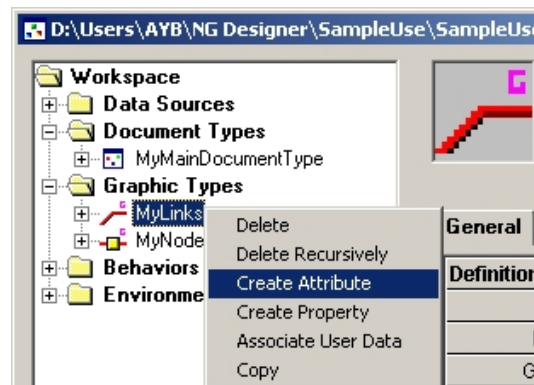 D:\Users\AYB\NG Designer\SampleUse\SampleUse
Workspace
Data Sources
Document Types
MyMainDocumentType
Graphic Types
MyLinks
MyNode
Behaviors
Environme
G
Delete
Delete Recursively
Create Attribute
Create Property
Associate User Data
Copy
General
Definition
G